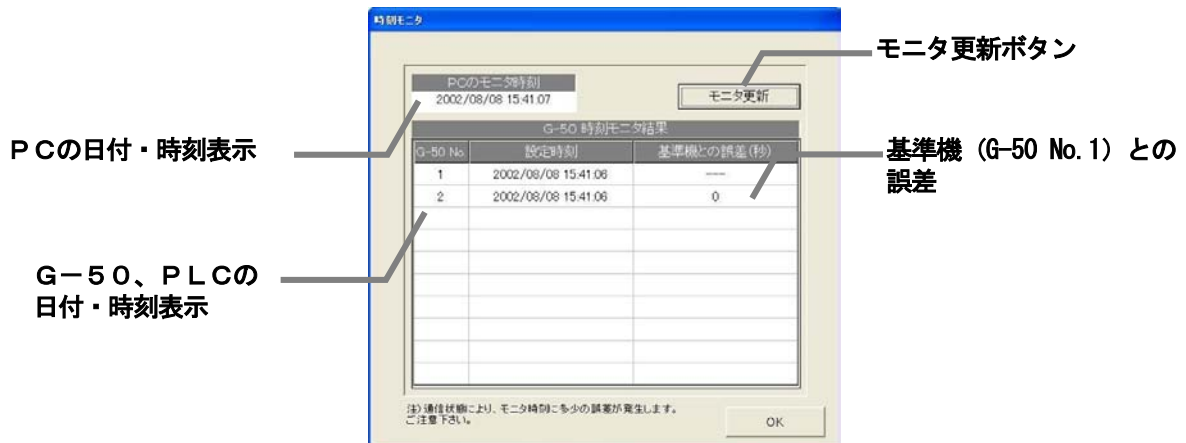 時刻モニタ
モニタ更新ボタン
PCのモニタ時刻
2002/08/08 15:41:07
モニタ更新
G-50 時刻モニタ結果
ＰＣの日付・時刻表示
G-50 No. 設定時刻 基準機との誤差(秒)
基準機（G-50 No.1）との
誤差
1 2002/08/08 15:41:06 ----
2 2002/08/08 15:41:06 0
Ｇ－５０、ＰＬＣの
日付・時刻表示
注)通信状態により、モニタ時刻に多少の誤差が発生します。
ご注意下さい。
OK